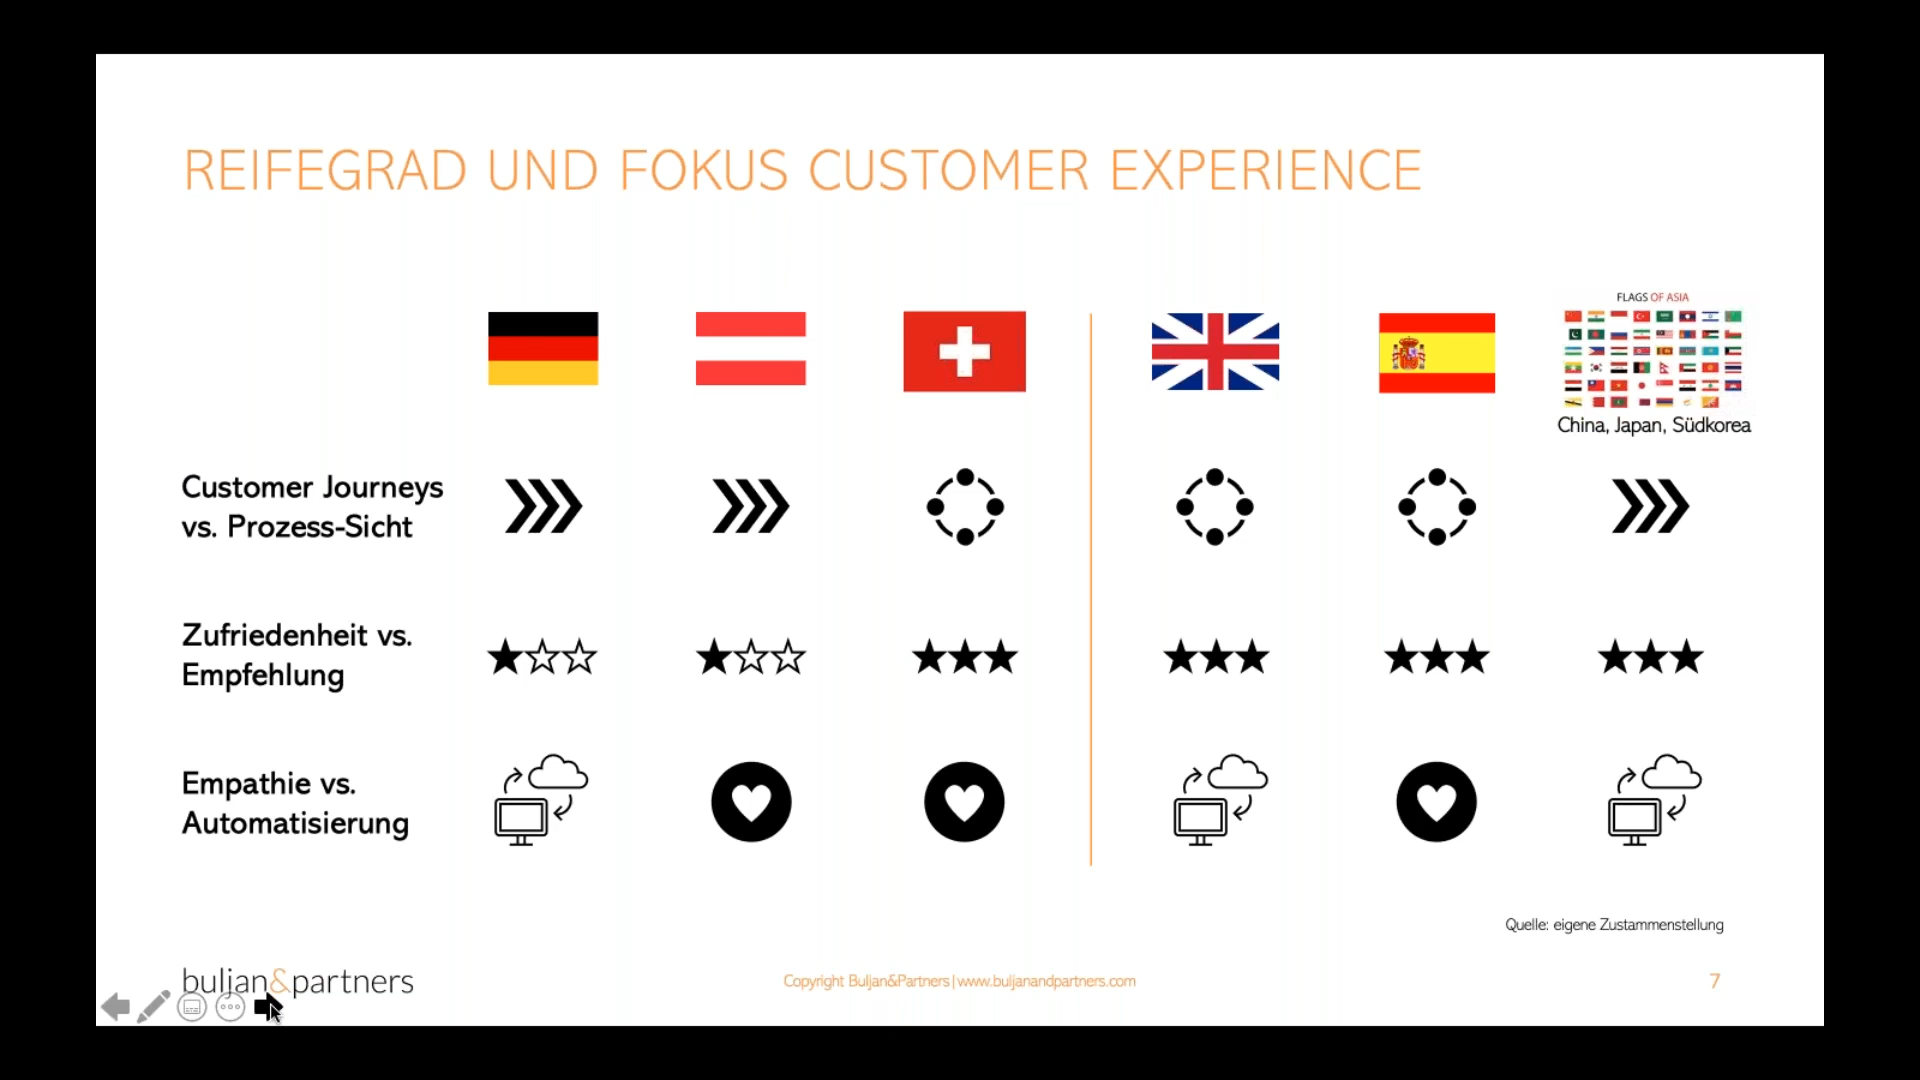 REIFEGRAD UND FOKUS CUSTOMER EXPERIENCE
FLAGS OF ASIA
China, Japan, Südkorea
Customer Journeys
vs. Prozess-Sicht
Zufriedenheit vs.
Empfehlung
Empathie vs.
Automatisierung
Quelle: eigene Zustammenstellung
buljan&partners
Copyright Buljan&Partners|www.buljanandpartners.com
7